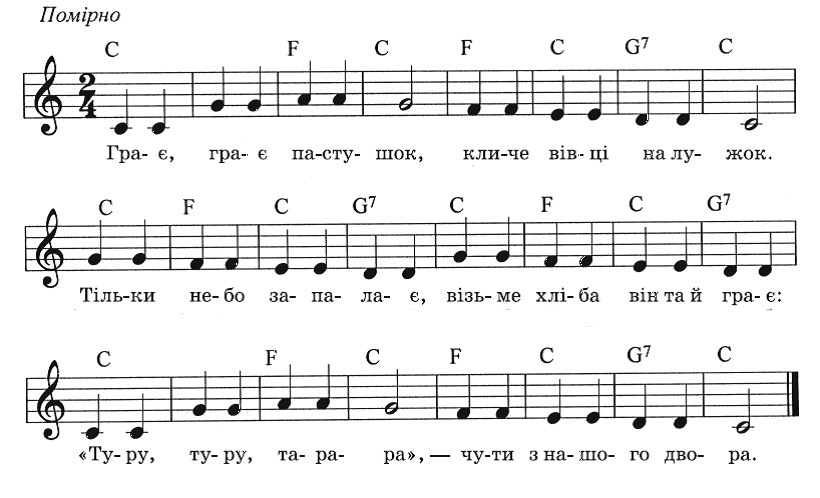 Помірно
C F C F C G7 C
2
4
Гра- є, гра- є па-сту- шок, кли-че вів- ці на лу- жок.
C F C G7 C F C G7
Тіль-ки не- бо за- па- ла- є, візь- ме хлі- ба він та й гра- є:
C F C F C G7 C
«Ту- ру, ту- ру, та- ра- ра», — чу-ти з на- шо- го дво- ра.